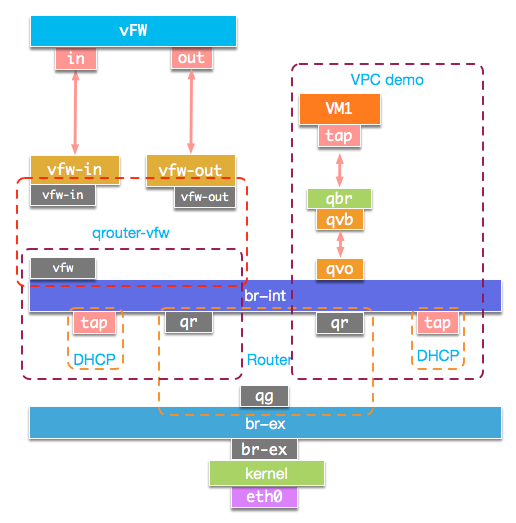 vFW
in
out
VPC demo
VM1
tap
vfw-in
vfw-out
vfw-in
vfw-out
qbr
qvb
qrouter-vfw
vfw
qvo
br-int
tap
qr
qr
tap
DHCP
Router
DHCP
qg
br-ex
br-ex
kernel
eth0